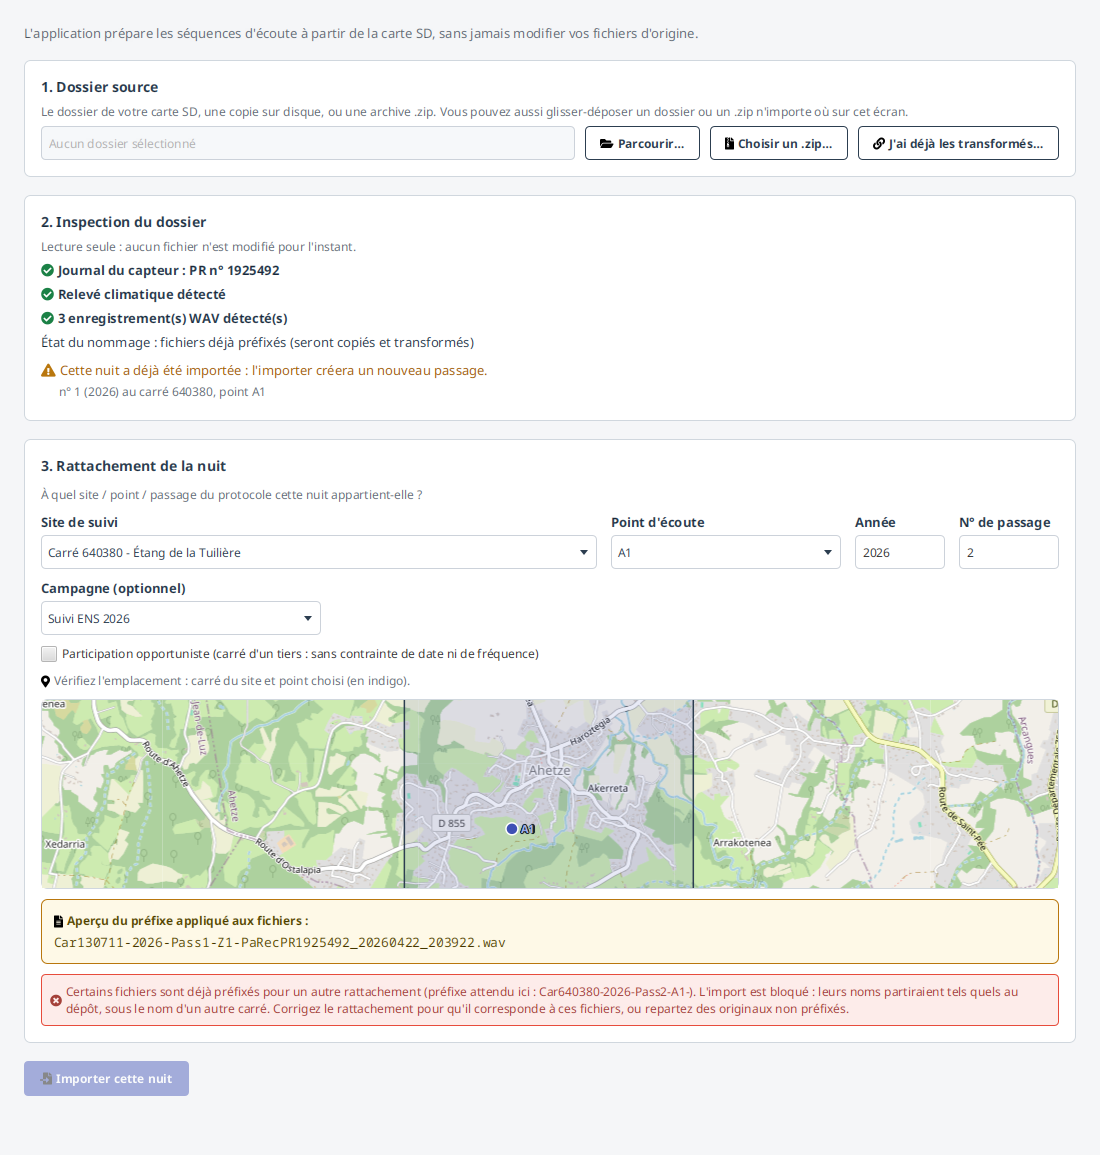 L'application prépare les séquences d'écoute à partir de la carte SD, sans jamais modifier vos fichiers d'origine.
1. Dossier source
Le dossier de votre carte SD, une copie sur disque, ou une archive .zip. Vous pouvez aussi glisser-déposer un dossier ou un .zip n'importe où sur cet écran.
Aucun dossier sélectionné
Parcourir...
Choisir un .zip...
J'ai déjà les transformés...
2. Inspection du dossier
Lecture seule : aucun fichier n'est modifié pour l'instant.
Journal du capteur : PR n° 1925492
Relevé climatique détecté
3 enregistrement(s) WAV détecté(s)
État du nommage : fichiers déjà préfixés (seront copiés et transformés)
Cette nuit a déjà été importée : l'importer créera un nouveau passage.
n° 1 (2026) au carré 640380, point A1
3. Rattachement de la nuit
À quel site / point / passage du protocole cette nuit appartient-elle ?
Site de suivi
Point d'écoute
Année
N° de passage
Carré 640380 - Étang de la Tuilière
A1
2026
2
Campagne (optionnel)
Suivi ENS 2026
Participation opportuniste (carré d'un tiers : sans contrainte de date ni de fréquence)
Vérifiez l'emplacement : carré du site et point choisi (en indigo).
enea
Jean-de-Luz
Route d'Ahetze
Ahetze
Haroztegia
Ahetze
Akerreta
D 855
A1
Xedarria
Route d'Ostalapia
Arrakotenea
Route de Saint-Pée
Arcangues
D
Départementale
Aperçu du préfixe appliqué aux fichiers :
Car130711-2026-Pass1-Z1-PaRecPR1925492_20260422_203922.wav
Certains fichiers sont déjà préfixés pour un autre rattachement (préfixe attendu ici : Car640380-2026-Pass2-A1-). L'import est bloqué : leurs noms partiraient tels quels au
dépôt, sous le nom d'un autre carré. Corrigez le rattachement pour qu'il corresponde à ces fichiers, ou repartez des originaux non préfixés.
Importer cette nuit